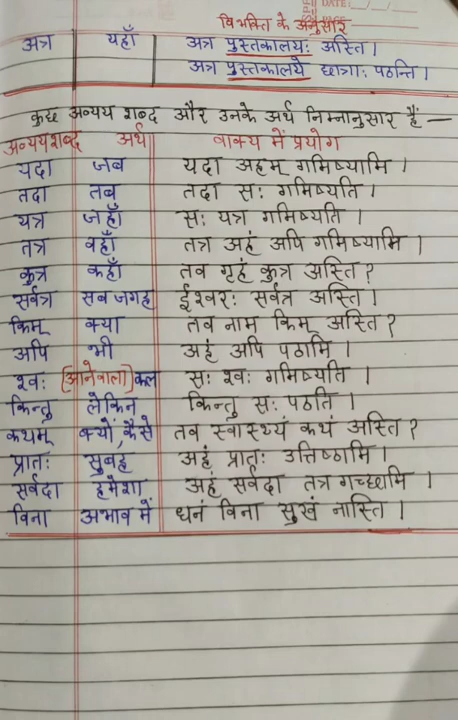 DATE:
विभक्ति के अनुसार
अत्र यहाँ अत्र पुस्तकालयः अस्ति।
अत्र पुस्तकालये छात्राः पठन्ति।
कुछ अव्यय शब्द और उनके अर्थ निम्नानुसार हैं —
अव्ययशब्द अर्थ वाक्य में प्रयोग
यदा जब यदा अहम् गमिष्यामि।
तदा तब तदा सः गमिष्यति।
यत्र जहाँ सः यत्र गमिष्यति।
तत्र वहाँ तत्र अहं अपि गमिष्यामि।
कुत्र कहाँ तव गृहं कुत्र अस्ति?
सर्वत्र सब जगह ईश्वरः सर्वत्र अस्ति।
किम् क्या तव नाम किम् अस्ति?
अपि भी अहं अपि पठामि।
श्वः (आनेवाला) कल सः श्वः गमिष्यति।
किन्तु लेकिन किन्तु सः पठति।
कथम् क्यों, कैसे तव स्वास्थ्यं कथं अस्ति?
प्रातः सुबह अहं प्रातः उत्तिष्ठामि।
सर्वदा हमेशा अहं सर्वदा तत्र गच्छामि।
विना अभाव में धनं विना सुखं नास्ति।